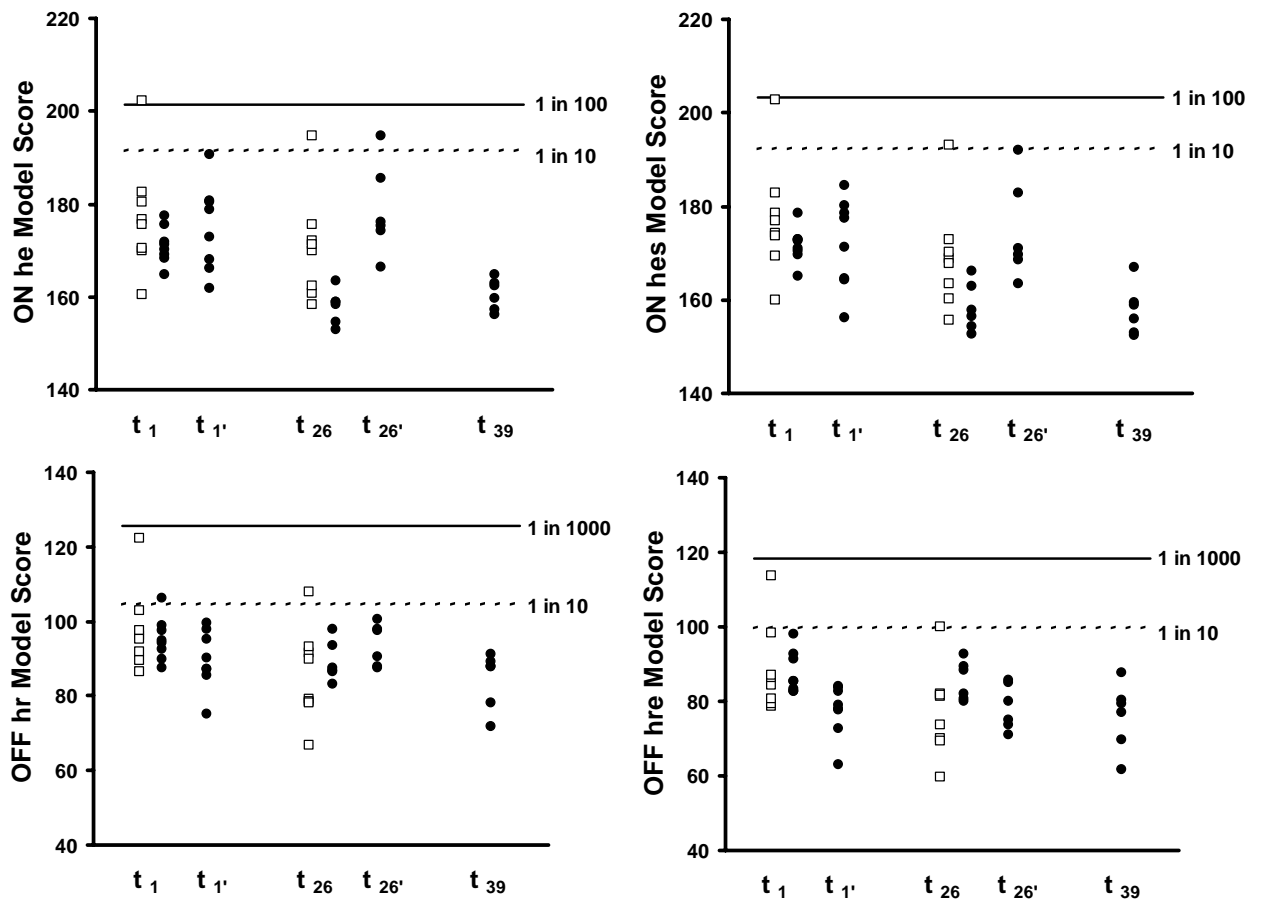 ON he Model Score
220
200
180
160
140
1 in 100
1 in 10
t 1 t 1' t 26 t 26' t 39
ON hes Model Score
220
200
180
160
140
1 in 100
1 in 10
t 1 t 1' t 26 t 26' t 39
OFF hr Model Score
140
120
100
80
60
40
1 in 1000
1 in 10
t 1 t 1' t 26 t 26' t 39
OFF hre Model Score
140
120
100
80
60
40
1 in 1000
1 in 10
t 1 t 1' t 26 t 26' t 39